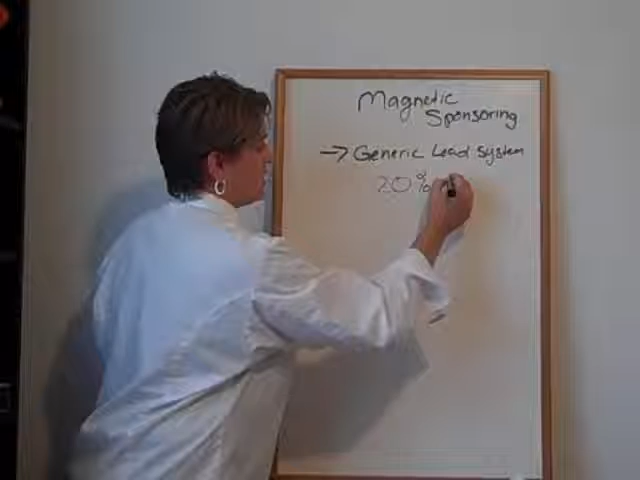 Magnetic
Sponsoring
→ Generic Lead System
20%